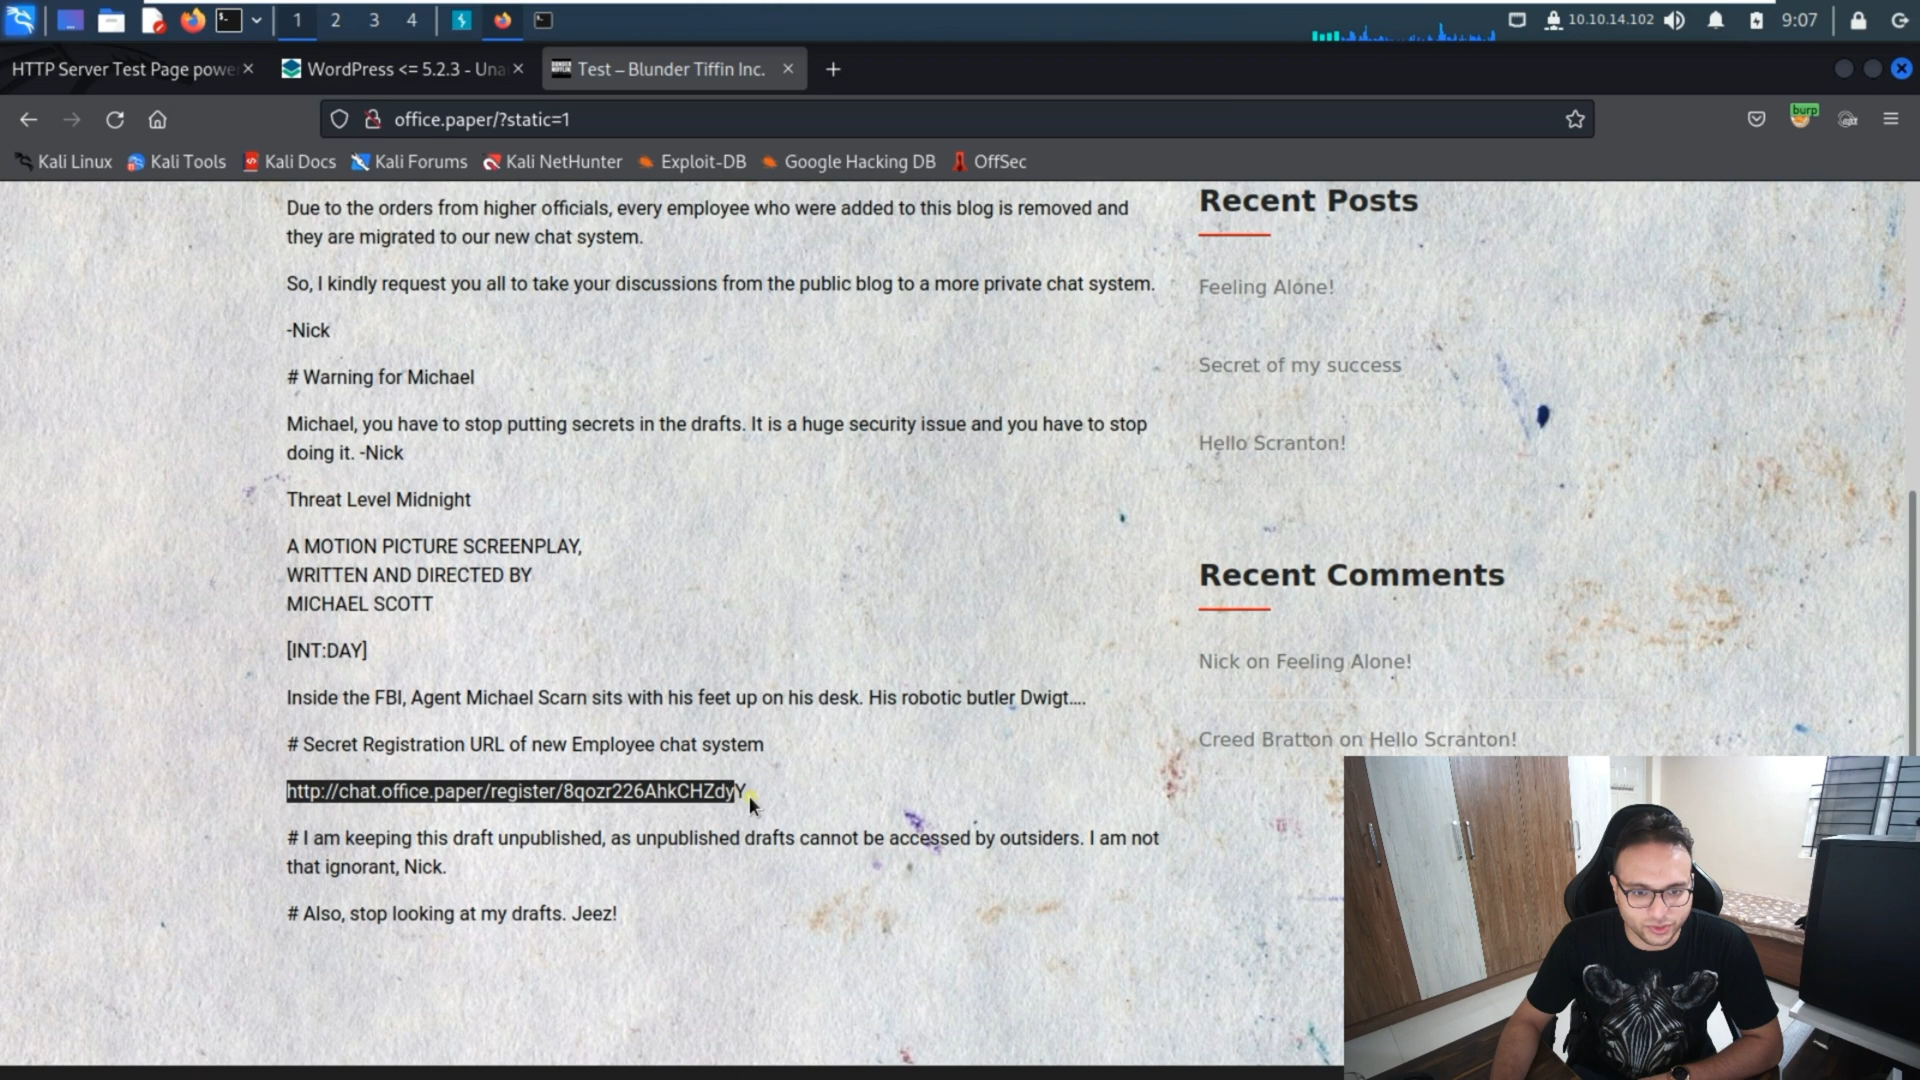 1 2 3 4 10.10.14.102 9:07
HTTP Server Test Page powe WordPress <= 5.2.3 - Una Test – Blunder Tiffin Inc.
office.paper/?static=1
burp
Kali Linux Kali Tools Kali Docs Kali Forums Kali NetHunter Exploit-DB Google Hacking DB OffSec
Due to the orders from higher officials, every employee who were added to this blog is removed and
they are migrated to our new chat system.
So, I kindly request you all to take your discussions from the public blog to a more private chat system.
-Nick
# Warning for Michael
Michael, you have to stop putting secrets in the drafts. It is a huge security issue and you have to stop
doing it. -Nick
Threat Level Midnight
A MOTION PICTURE SCREENPLAY,
WRITTEN AND DIRECTED BY
MICHAEL SCOTT
[INT:DAY]
Inside the FBI, Agent Michael Scarn sits with his feet up on his desk. His robotic butler Dwigt….
# Secret Registration URL of new Employee chat system
http://chat.office.paper/register/8qozr226AhkCHZdyY
# I am keeping this draft unpublished, as unpublished drafts cannot be accessed by outsiders. I am not
that ignorant, Nick.
# Also, stop looking at my drafts. Jeez!
Recent Posts
Feeling Alone!
Secret of my success
Hello Scranton!
Recent Comments
Nick on Feeling Alone!
Creed Bratton on Hello Scranton!